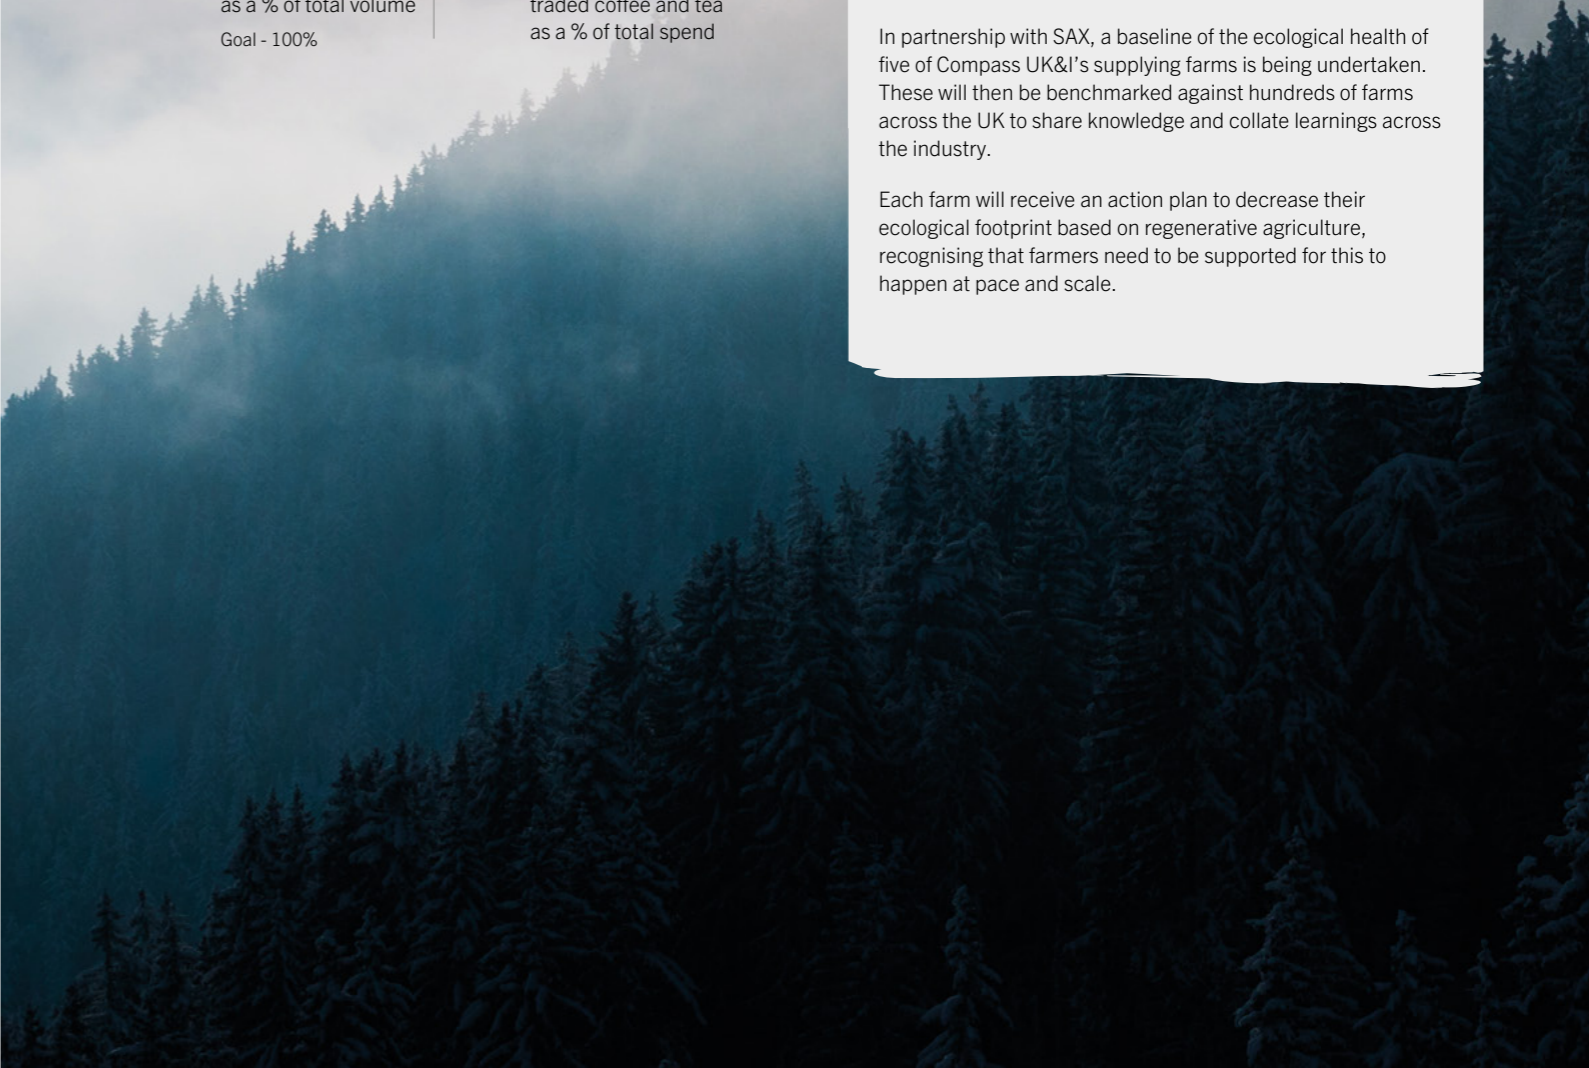 as a % of total volume
Goal - 100%
traded coffee and tea
as a % of total spend
In partnership with SAX, a baseline of the ecological health of
five of Compass UK&I's supplying farms is being undertaken.
These will then be benchmarked against hundreds of farms
across the UK to share knowledge and collate learnings across
the industry.
Each farm will receive an action plan to decrease their
ecological footprint based on regenerative agriculture,
recognising that farmers need to be supported for this to
happen at pace and scale.